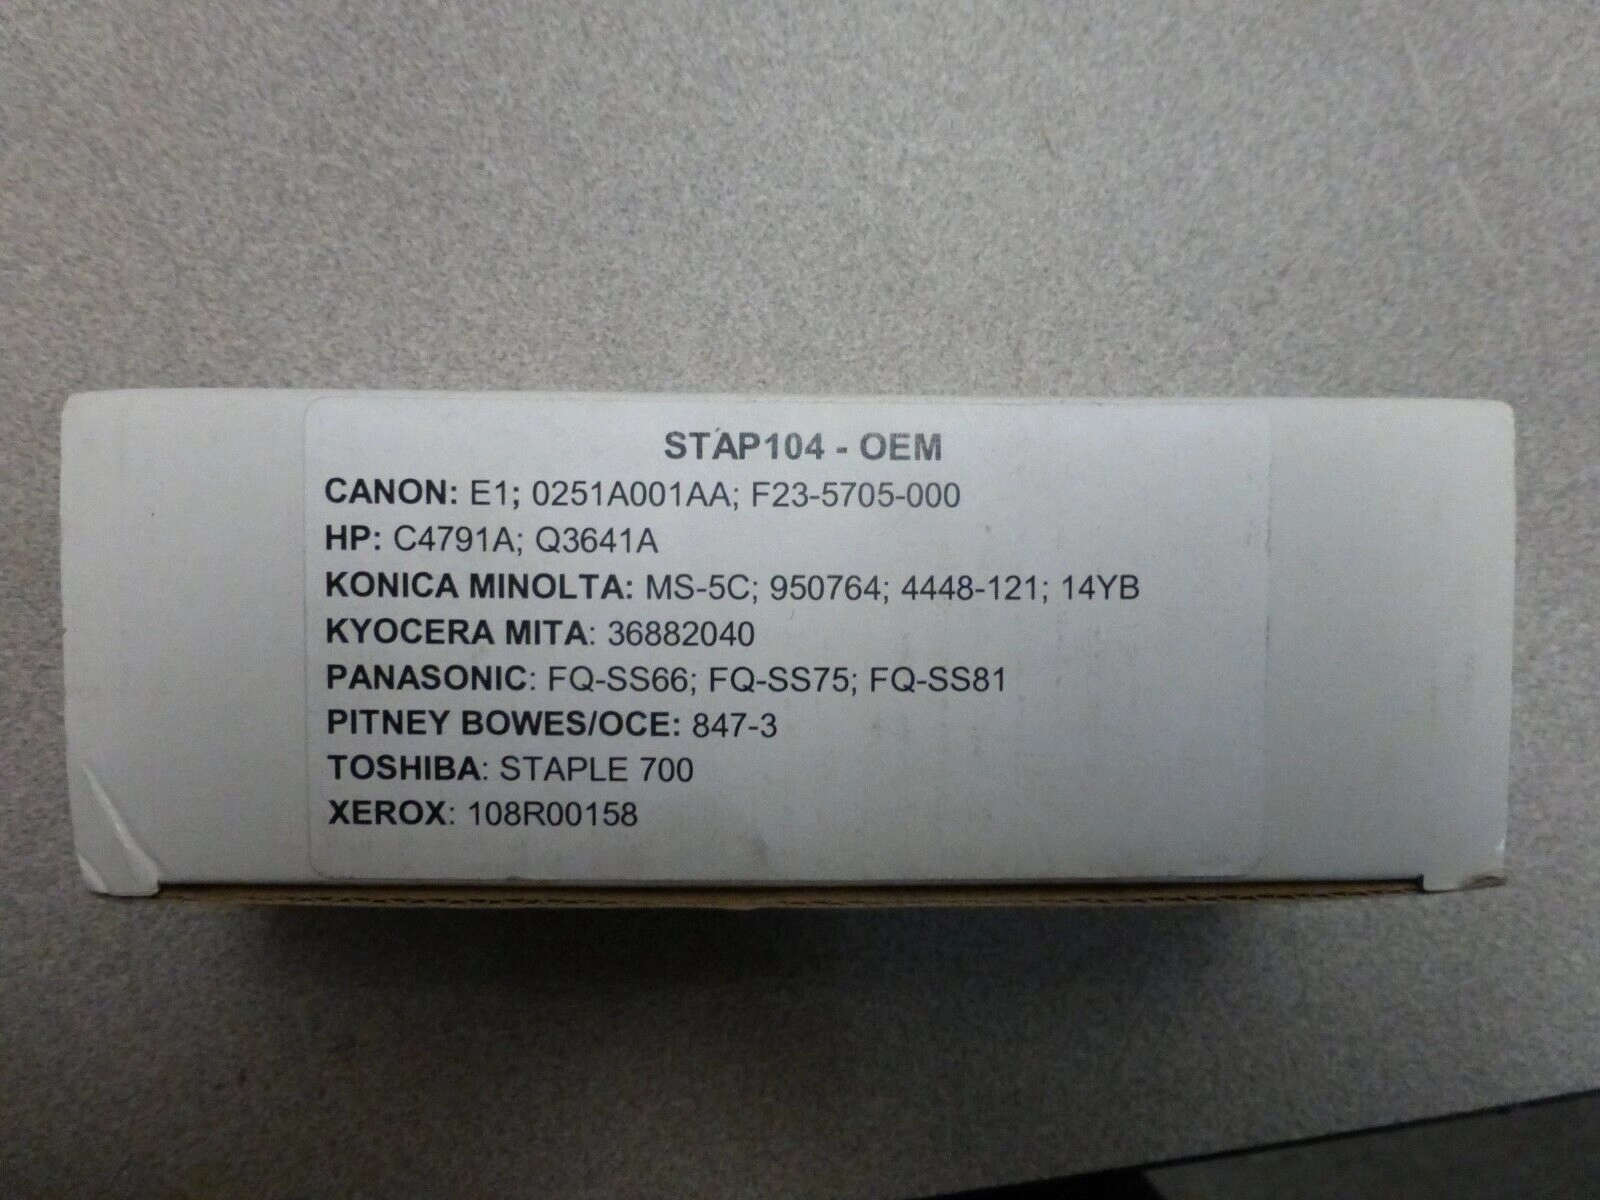 STAP104 - OEM
CANON: E1; 0251A001AA; F23-5705-000
HP: C4791A; Q3641A
KONICA MINOLTA: MS-5C; 950764; 4448-121; 14YB
KYOCERA MITA: 36882040
PANASONIC: FQ-SS66; FQ-SS75; FQ-SS81
PITNEY BOWES/OCE: 847-3
TOSHIBA: STAPLE 700
XEROX: 108R00158